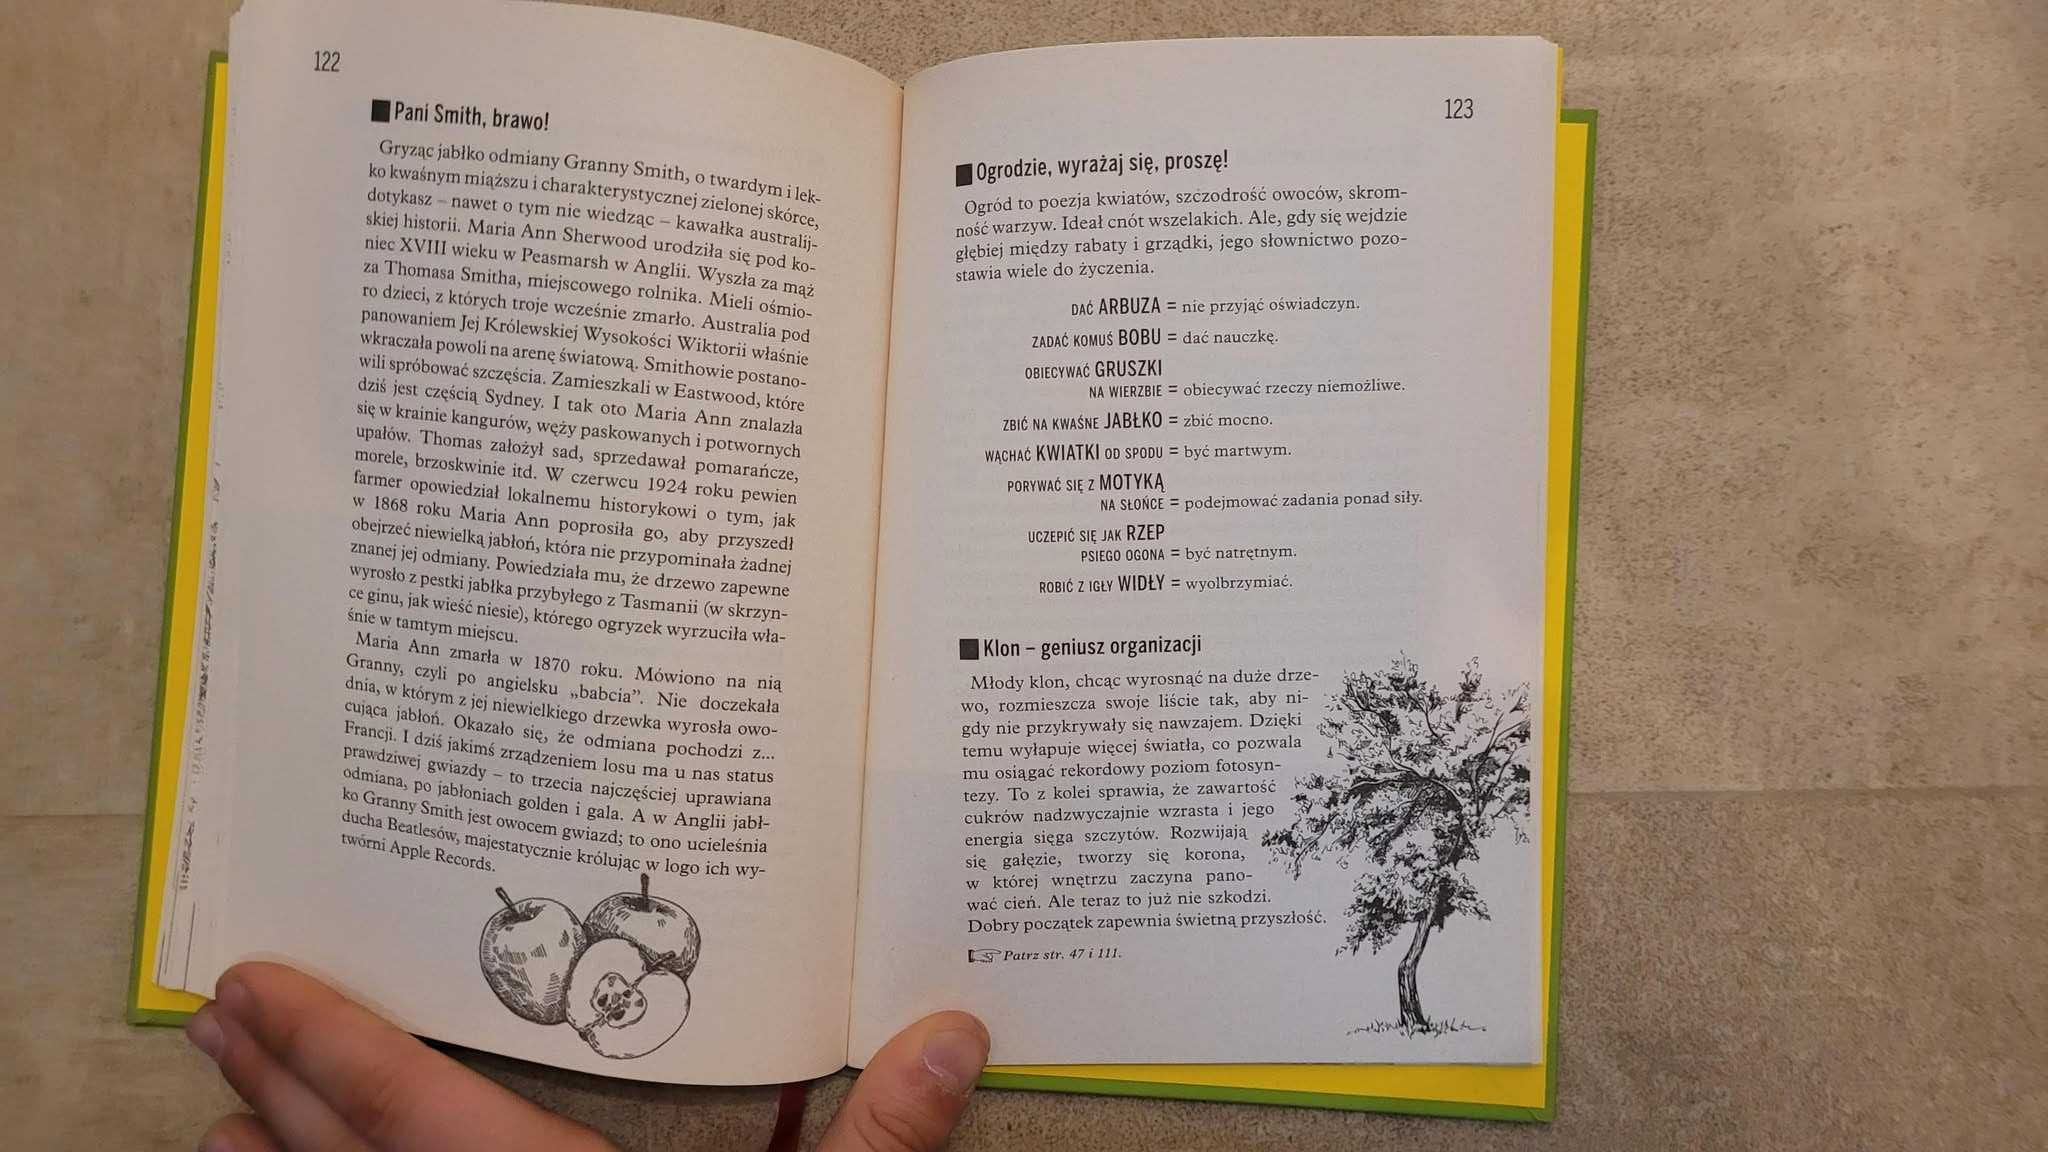 122
Pani Smith, brawo!
Gryząc jabłko odmiany Granny Smith, o twardym i lek-
ko kwaśnym miąższu i charakterystycznej zielonej skórce,
dotykasz – nawet o tym nie wiedząc – kawałka australij-
skiej historii. Maria Ann Sherwood urodziła się pod ko-
niec XVIII wieku w Peasmarsh w Anglii. Wyszła za mąż
za Thomasa Smitha, miejscowego rolnika. Mieli ośmio-
ro dzieci, z których troje wcześnie zmarło. Australia pod
panowaniem Jej Królewskiej Wysokości Wiktorii właśnie
wkraczała powoli na arenę światową. Smithowie postano-
wili spróbować szczęścia. Zamieszkali w Eastwood, które
dziś jest częścią Sydney. I tak oto Maria Ann znalazła
się w krainie kangurów, węży paskowanych i potwornych
upałów. Thomas założył sad, sprzedawał pomarańcze,
morele, brzoskwinie itd. W czerwcu 1924 roku pewien
farmer opowiedział lokalnemu historykowi o tym, jak
w 1868 roku Maria Ann poprosiła go, aby przyszedł
obejrzeć niewielką jabłoń, która nie przypominała żadnej
znanej jej odmiany. Powiedziała mu, że drzewo zapewne
wyrosło z pestki jabłka przybyłego z Tasmanii (w skrzyn-
ce ginu, jak wieść niesie), którego ogryzek wyrzuciła wła-
śnie w tamtym miejscu.
Maria Ann zmarła w 1870 roku. Mówiono na nią
Granny, czyli po angielsku „babcia”. Nie doczekała
dnia, w którym z jej niewielkiego drzewka wyrosła owo-
cująca jabłoń. Okazało się, że odmiana pochodzi z...
Francji. I dziś jakimś zrządzeniem losu ma u nas status
prawdziwej gwiazdy – to trzecia najczęściej uprawiana
odmiana, po jabłoniach golden i gala. A w Anglii jabł-
ko Granny Smith jest owocem gwiazd; to ono ucieleśnia
ducha Beatlesów, majestatycznie królując w logo ich wy-
twórni Apple Records.
123
Ogrodzie, wyrażaj się, proszę!
Ogród to poezja kwiatów, szczodrość owoców, skrom-
ność warzyw. Ideał cnót wszelakich. Ale, gdy się wejdzie
głębiej między rabaty i grządki, jego słownictwo pozo-
stawia wiele do życzenia.
DAĆ ARBUZA = nie przyjąć oświadczyn.
ZADAĆ KOMUŚ BOBU = dać nauczkę.
OBIECYWAĆ GRUSZKI
NA WIERZBIE = obiecywać rzeczy niemożliwe.
ZBIĆ NA KWAŚNE JABŁKO = zbić mocno.
WĄCHAĆ KWIATKI OD SPODU = być martwym.
PORYWAĆ SIĘ Z MOTYKĄ
NA SŁOŃCE = podejmować zadania ponad siły.
UCZEPIĆ SIĘ JAK RZEP
PSIEGO OGONA = być natrętnym.
ROBIĆ Z IGŁY WIDŁY = wyolbrzymiać.
Klon – geniusz organizacji
Młody klon, chcąc wyrosnąć na duże drze-
wo, rozmieszcza swoje liście tak, aby ni-
gdy nie przykrywały się nawzajem. Dzięki
temu wyłapuje więcej światła, co pozwala
mu osiągać rekordowy poziom fotosyn-
tezy. To z kolei sprawia, że zawartość
cukrów nadzwyczajnie wzrasta i jego
energia sięga szczytów. Rozwijają
się gałęzie, tworzy się korona,
w której wnętrzu zaczyna pano-
wać cień. Ale teraz to już nie szkodzi.
Dobry początek zapewnia świetną przyszłość.
Patrz str. 47 i 111.